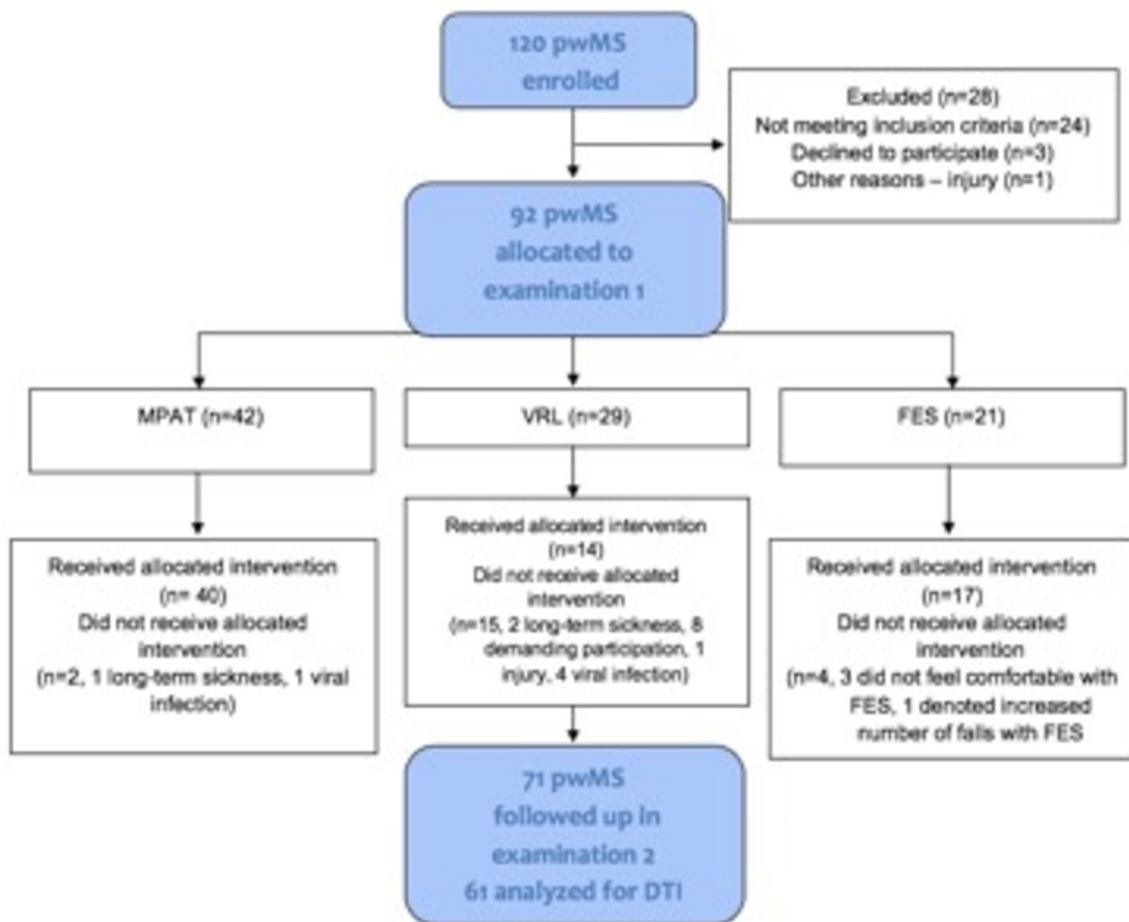 120 pwMS
enrolled
Excluded (n=28)
Not meeting inclusion criteria (n=24)
Declined to participate (n=3)
Other reasons – injury (n=1)
92 pwMS
allocated to
examination 1
MPAT (n=42)
VRL (n=29)
FES (n=21)
Received allocated intervention
(n= 40)
Did not receive allocated
intervention
(n=2, 1 long-term sickness, 1 viral
infection)
Received allocated intervention
(n=14)
Did not receive allocated
intervention
(n=15, 2 long-term sickness, 8
demanding participation, 1
injury, 4 viral infection)
Received allocated intervention
(n=17)
Did not receive allocated
intervention
(n=4, 3 did not feel comfortable with
FES, 1 denoted increased
number of falls with FES
71 pwMS
followed up in
examination 2
61 analyzed for DTI